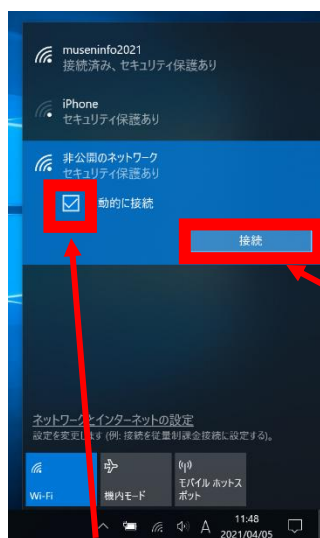 museninfo2021
接続済み、セキュリティ保護あり
iPhone
セキュリティ保護あり
非公開のネットワーク
セキュリティ保護あり
動的に接続
接続
ネットワークとインターネットの設定
設定を変更します (例: 接続を従量制課金接続に設定する)。
Wi-Fi
機内モード
モバイル ホットス
ポット
A
11:48
2021/04/05